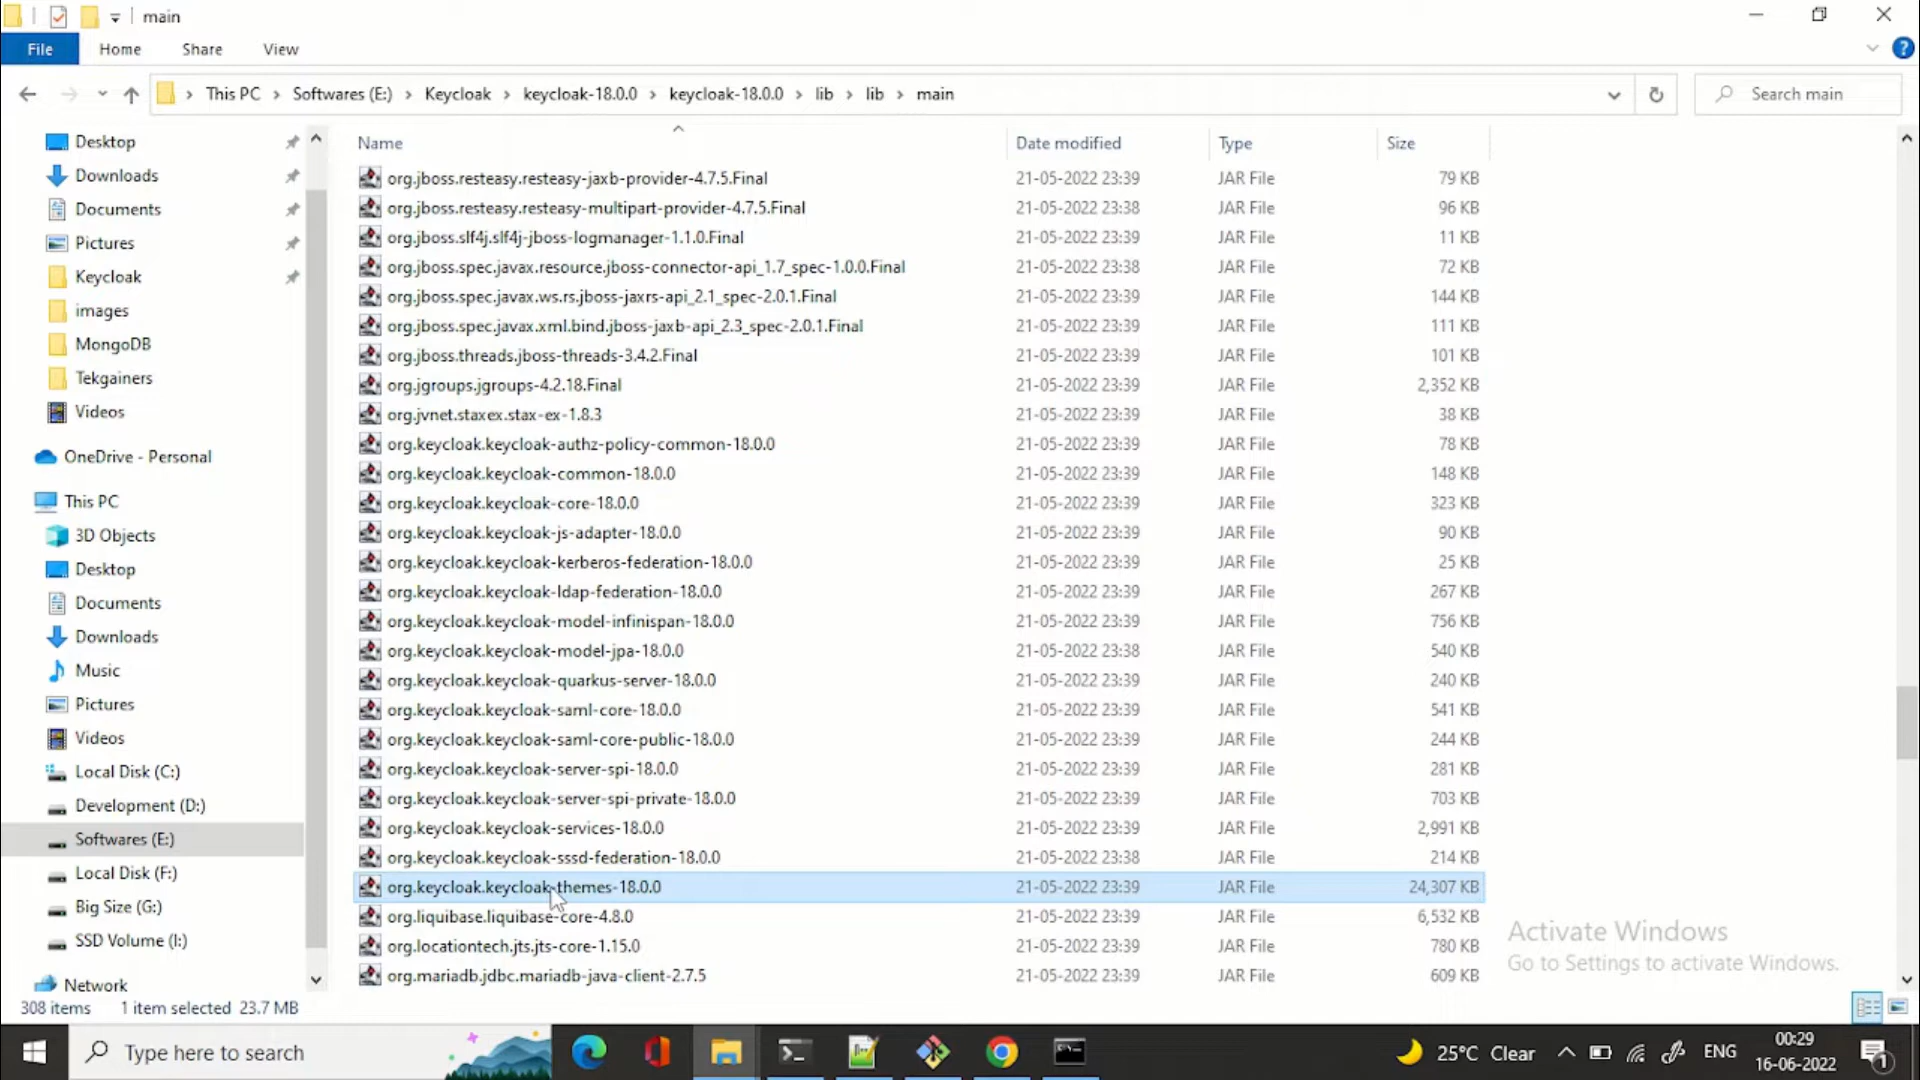 main
File Home Share View
This PC Softwares (E:) Keycloak keycloak-18.0.0 keycloak-18.0.0 lib lib main
Search main
Desktop
Downloads
Documents
Pictures
Keycloak
images
MongoDB
Tekgainers
Videos
OneDrive - Personal
This PC
3D Objects
Desktop
Documents
Downloads
Music
Pictures
Videos
Local Disk (C:)
Development (D:)
Softwares (E:)
Local Disk (F:)
Big Size (G:)
SSD Volume (I:)
Network
Name Date modified Type Size
org.jboss.resteasy.resteasy-jaxb-provider-4.7.5.Final 21-05-2022 23:39 JAR File 79 KB
org.jboss.resteasy.resteasy-multipart-provider-4.7.5.Final 21-05-2022 23:38 JAR File 96 KB
org.jboss.slf4j.slf4j-jboss-logmanager-1.1.0.Final 21-05-2022 23:39 JAR File 11 KB
org.jboss.spec.javax.resource.jboss-connector-api_1.7_spec-1.0.0.Final 21-05-2022 23:38 JAR File 72 KB
org.jboss.spec.javax.ws.rs.jboss-jaxrs-api_2.1_spec-2.0.1.Final 21-05-2022 23:39 JAR File 144 KB
org.jboss.spec.javax.xml.bind.jboss-jaxb-api_2.3_spec-2.0.1.Final 21-05-2022 23:39 JAR File 111 KB
org.jboss.threads.jboss-threads-3.4.2.Final 21-05-2022 23:39 JAR File 101 KB
org.jgroups.jgroups-4.2.18.Final 21-05-2022 23:39 JAR File 2,352 KB
org.jvnet.staxex.stax-ex-1.8.3 21-05-2022 23:39 JAR File 38 KB
org.keycloak.keycloak-authz-policy-common-18.0.0 21-05-2022 23:39 JAR File 78 KB
org.keycloak.keycloak-common-18.0.0 21-05-2022 23:39 JAR File 148 KB
org.keycloak.keycloak-core-18.0.0 21-05-2022 23:39 JAR File 323 KB
org.keycloak.keycloak-js-adapter-18.0.0 21-05-2022 23:39 JAR File 90 KB
org.keycloak.keycloak-kerberos-federation-18.0.0 21-05-2022 23:39 JAR File 25 KB
org.keycloak.keycloak-ldap-federation-18.0.0 21-05-2022 23:39 JAR File 267 KB
org.keycloak.keycloak-model-infinispan-18.0.0 21-05-2022 23:39 JAR File 756 KB
org.keycloak.keycloak-model-jpa-18.0.0 21-05-2022 23:38 JAR File 540 KB
org.keycloak.keycloak-quarkus-server-18.0.0 21-05-2022 23:39 JAR File 240 KB
org.keycloak.keycloak-saml-core-18.0.0 21-05-2022 23:39 JAR File 541 KB
org.keycloak.keycloak-saml-core-public-18.0.0 21-05-2022 23:39 JAR File 244 KB
org.keycloak.keycloak-server-spi-18.0.0 21-05-2022 23:39 JAR File 281 KB
org.keycloak.keycloak-server-spi-private-18.0.0 21-05-2022 23:39 JAR File 703 KB
org.keycloak.keycloak-services-18.0.0 21-05-2022 23:39 JAR File 2,991 KB
org.keycloak.keycloak-sssd-federation-18.0.0 21-05-2022 23:38 JAR File 214 KB
org.keycloak.keycloak-themes-18.0.0 21-05-2022 23:39 JAR File 24,307 KB
org.liquibase.liquibase-core-4.8.0 21-05-2022 23:39 JAR File 6,532 KB
org.locationtech.jts.jts-core-1.15.0 21-05-2022 23:39 JAR File 780 KB
org.mariadb.jdbc.mariadb-java-client-2.7.5 21-05-2022 23:39 JAR File 609 KB
Activate Windows
Go to Settings to activate Windows.
308 items 1 item selected 23.7 MB
Type here to search
25°C Clear
ENG
00:29
16-06-2022
1